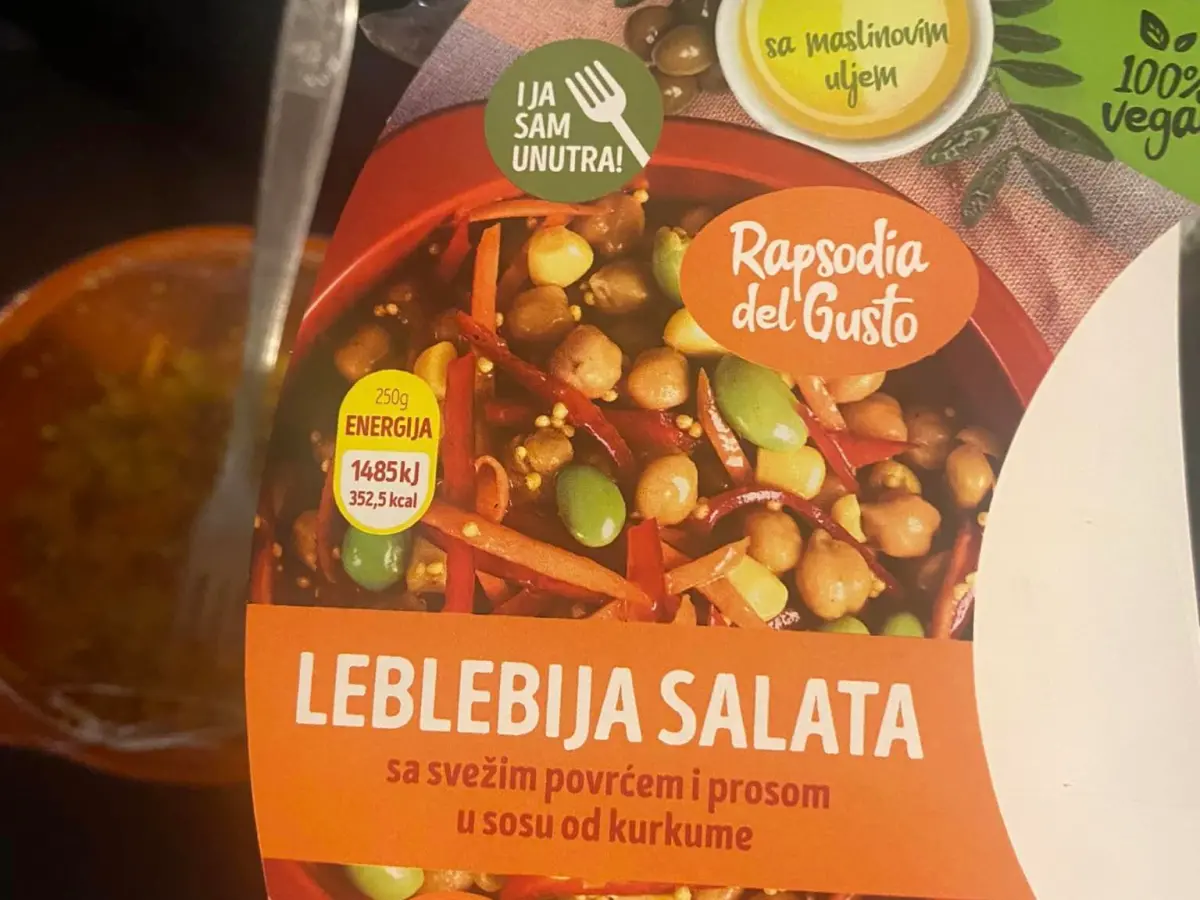 sa maslinovim
uljem
100%
I JA
SAM
UNUTRA!
Rapsodia
del Gusto
250g
ENERGIJA
1485kJ
352,5 kcal
LEBLEBIJA SALATA
sa svežim povrćem i prosom
u sosu od kurkume